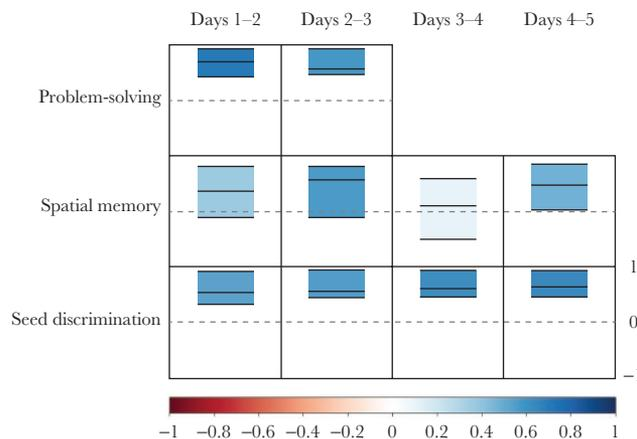 Days 1–2 Days 2–3 Days 3–4 Days 4–5
Problem-solving
Spatial memory
1
Seed discrimination
0
−1 −0.8 −0.6 −0.4 −0.2 0 0.2 0.4 0.6 0.8 1